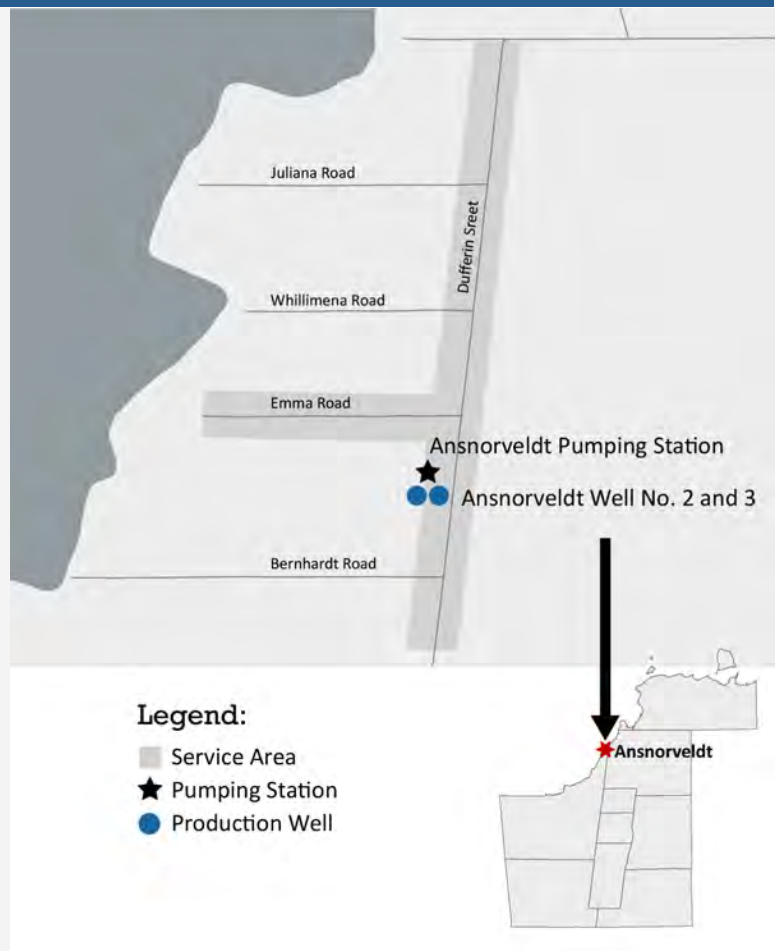 Juliana Road
Dufferin Sreet
Whillimena Road
Emma Road
Ansnorveldt Pumping Station
Ansnorveldt Well No. 2 and 3
Bernhardt Road
Legend:
Service Area
Pumping Station
Production Well
Ansnorveldt